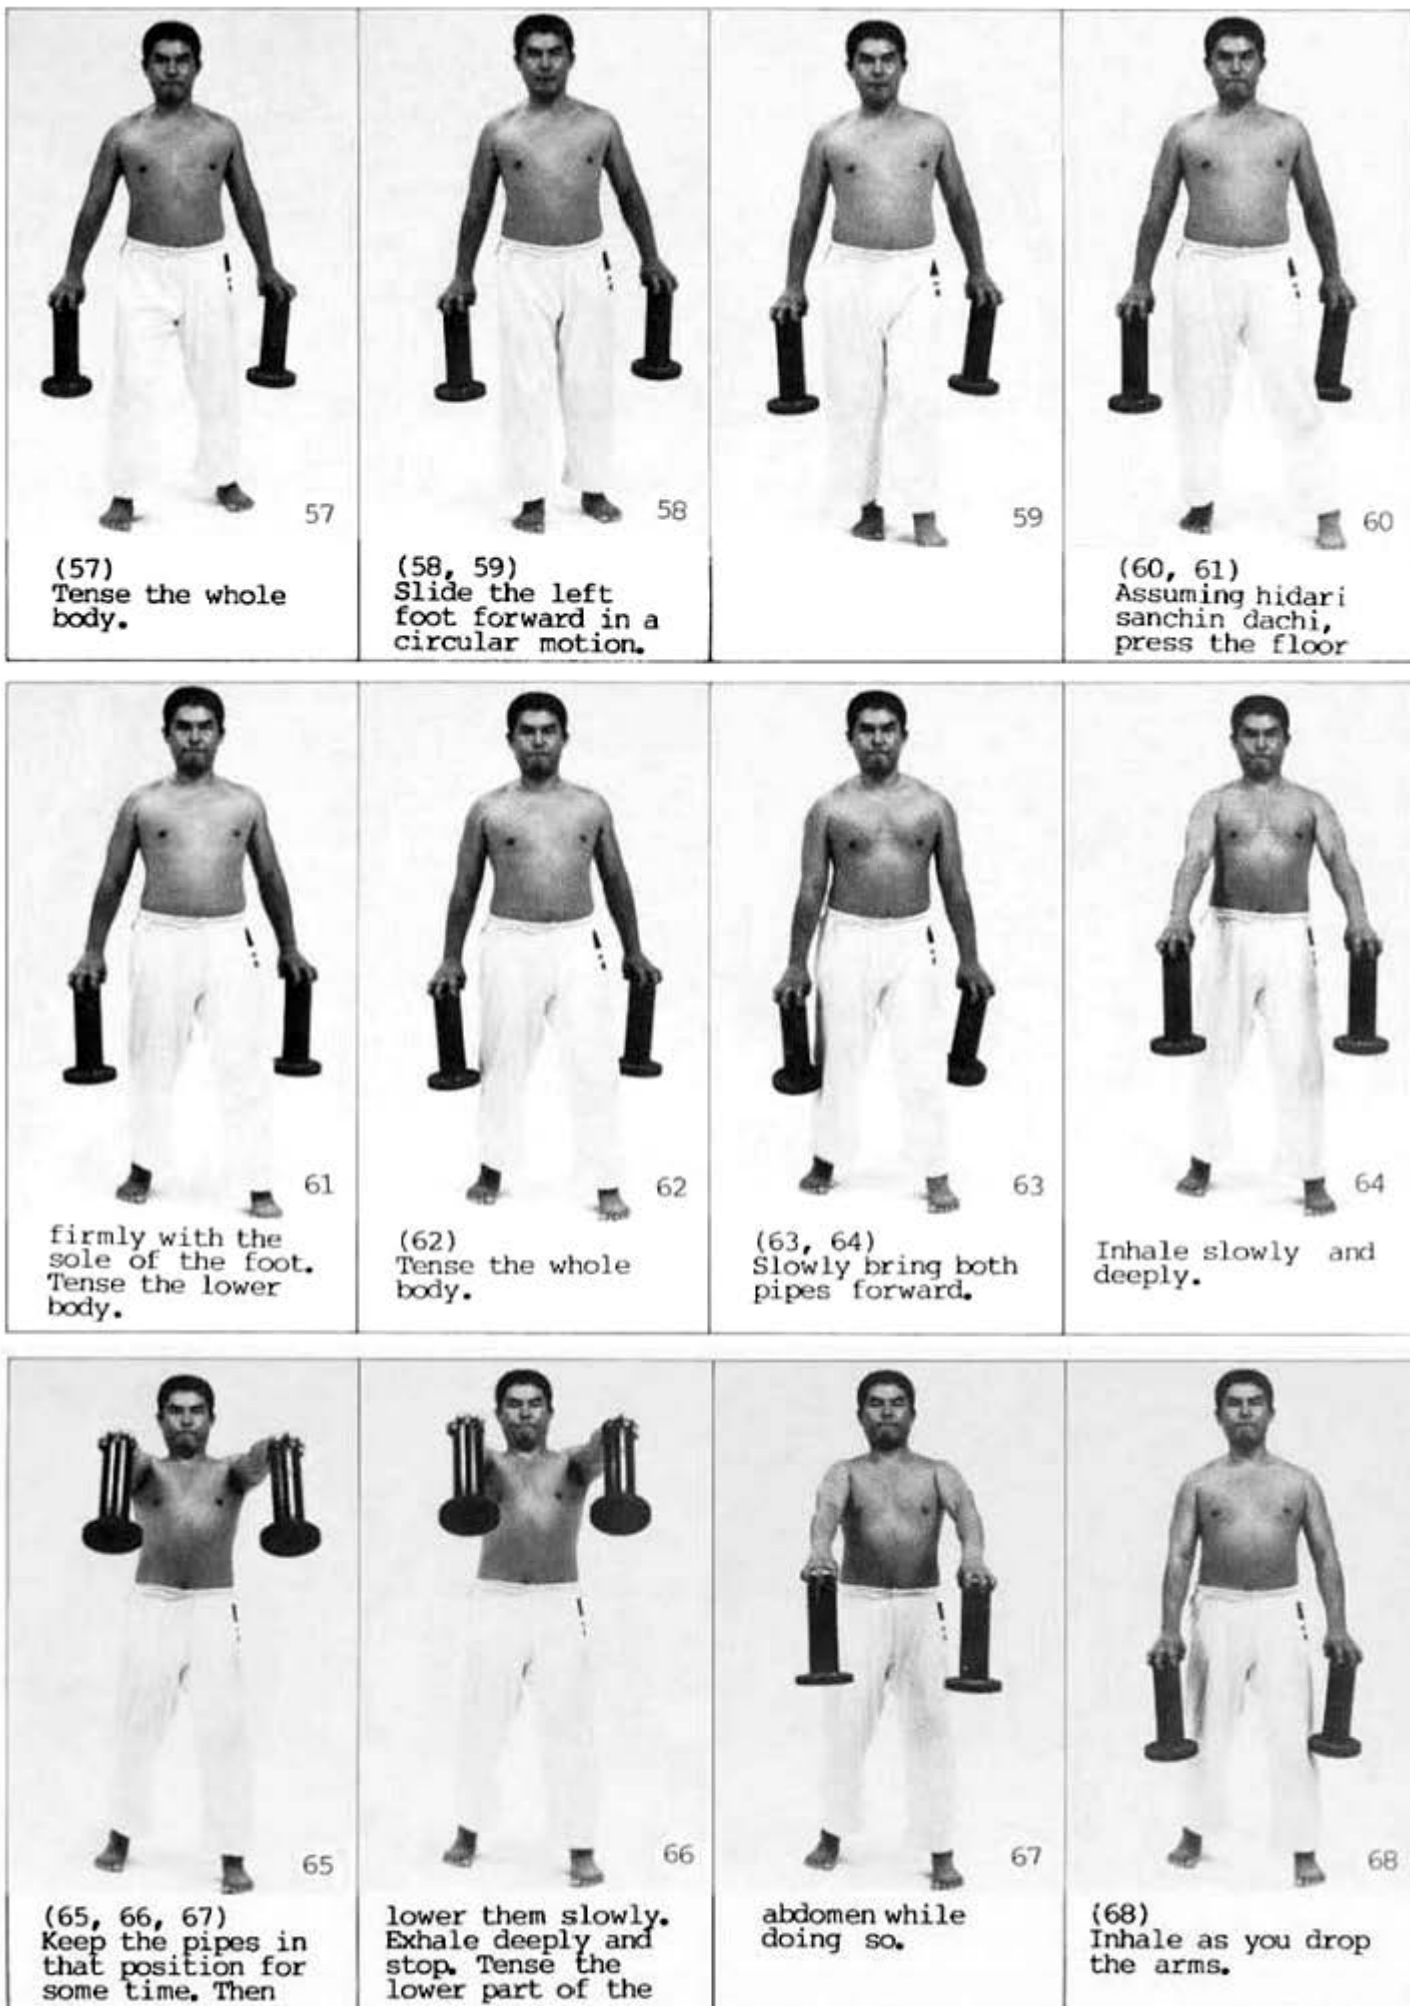 57
58
59
60
(57)
Tense the whole
body.
(58, 59)
Slide the left
foot forward in a
circular motion.
(60, 61)
Assuming hidari
sanchin dachi,
press the floor
61
62
63
64
firmly with the
sole of the foot.
Tense the lower
body.
(62)
Tense the whole
body.
(63, 64)
Slowly bring both
pipes forward.
Inhale slowly and
deeply.
65
66
67
68
(65, 66, 67)
Keep the pipes in
that position for
some time. Then
lower them slowly.
Exhale deeply and
stop. Tense the
lower part of the
abdomen while
doing so.
(68)
Inhale as you drop
the arms.